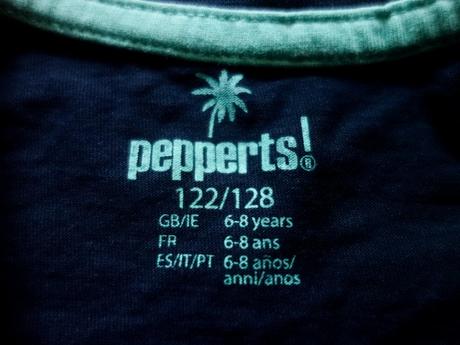 pepperts!®
122/128
GB/IE 6-8 years
FR 6-8 ans
ES/IT/PT 6-8 años/
anni/anos